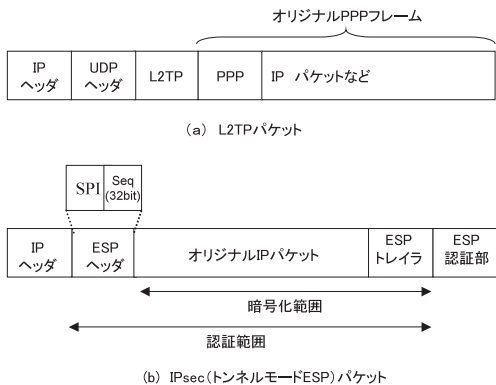 オリジナルPPPフレーム
IP
ヘッダ
UDP
ヘッダ
L2TP
PPP
IP パケットなど
(a) L2TPパケット
SPI
Seq
(32bit)
IP
ヘッダ
ESP
ヘッダ
オリジナルIPパケット
ESP
トレイラ
ESP
認証部
暗号化範囲
認証範囲
(b) IPsec(トンネルモードESP)パケット